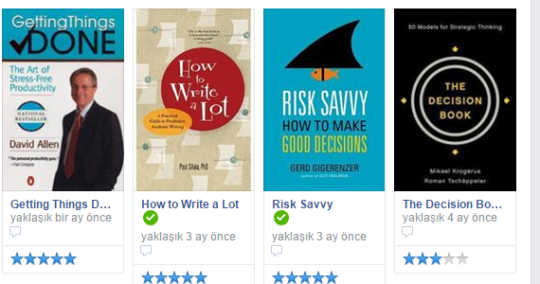 GettingThings
DONE
The Art of
Stress-Free
Productivity
NATIONAL
BESTSELLER
David Allen
How
to
Write
a Lot
A Practical
Guide to Productive
Academic Writing
Paul J. Silvia, PhD
RISK SAVVY
HOW TO MAKE
GOOD DECISIONS
GERD GIGERENZER
50 Models for Strategic Thinking
THE
DECISION
BOOK
Mikael Krogerus
Roman Tschäppeler
Getting Things D...
yaklaşık bir ay önce
How to Write a Lot
yaklaşık 3 ay önce
Risk Savvy
yaklaşık 3 ay önce
The Decision Bo...
yaklaşık 4 ay önce